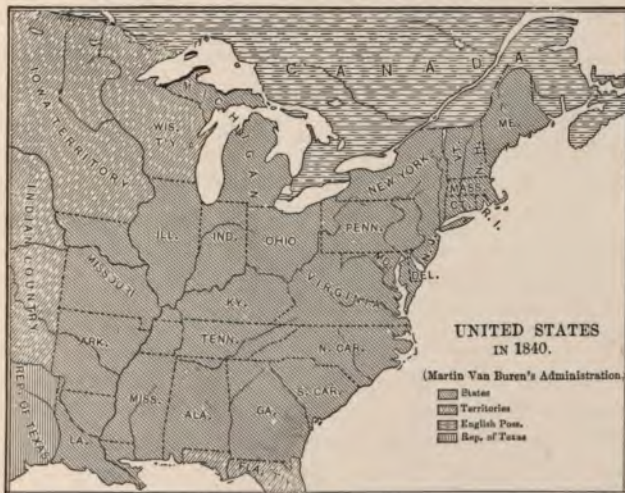 CANADA
IOWA TERRITORY
WIS.
T'Y
MICHIGAN
ME.
VT.
N.H.
NEW YORK
MASS.
CT.
R. I.
INDIAN COUNTRY
ILL.
IND.
OHIO
PENN.
N. J.
MD.
DEL.
MISSOURI
VIRGINIA
KY.
TENN.
N. CAR.
ARK.
REP. OF TEXAS
LA.
MISS.
ALA.
GA.
S. CAR.
FLA.
UNITED STATES
IN 1840.
(Martin Van Buren's Administration.
States
Territories
English Poss.
Rep. of Texas